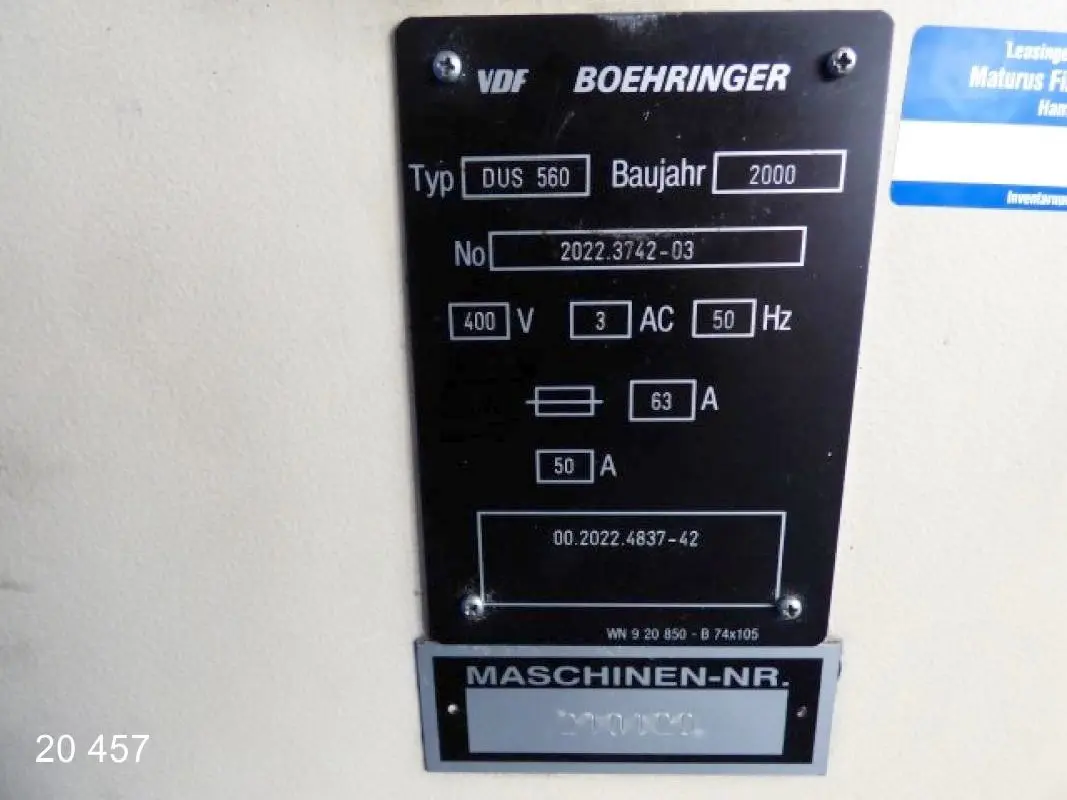 VDF BOEHRINGER
Typ DUS 560 Baujahr 2000
No 2022.3742-03
400 V 3 AC 50 Hz
63 A
50 A
00.2022.4837-42
WN 9 20 850 - B 74x105
MASCHINEN-NR.
Maturus
20 457